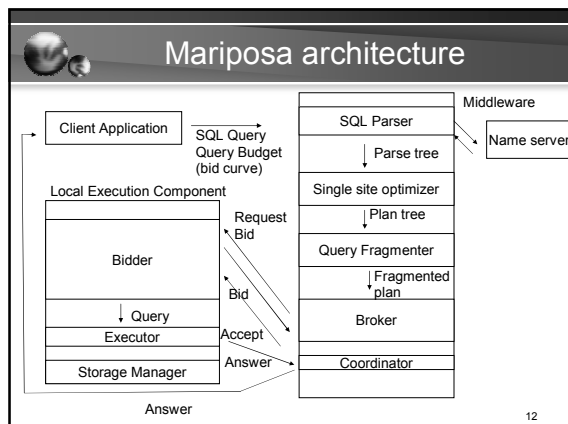 Mariposa architecture
Middleware
Client Application
SQL Query
Query Budget
(bid curve)
SQL Parser
Name server
Parse tree
Local Execution Component
Single site optimizer
Plan tree
Request
Bid
Query Fragmenter
Bidder
Fragmented
plan
Bid
Query
Broker
Executor
Accept
Answer
Coordinator
Storage Manager
Answer
12